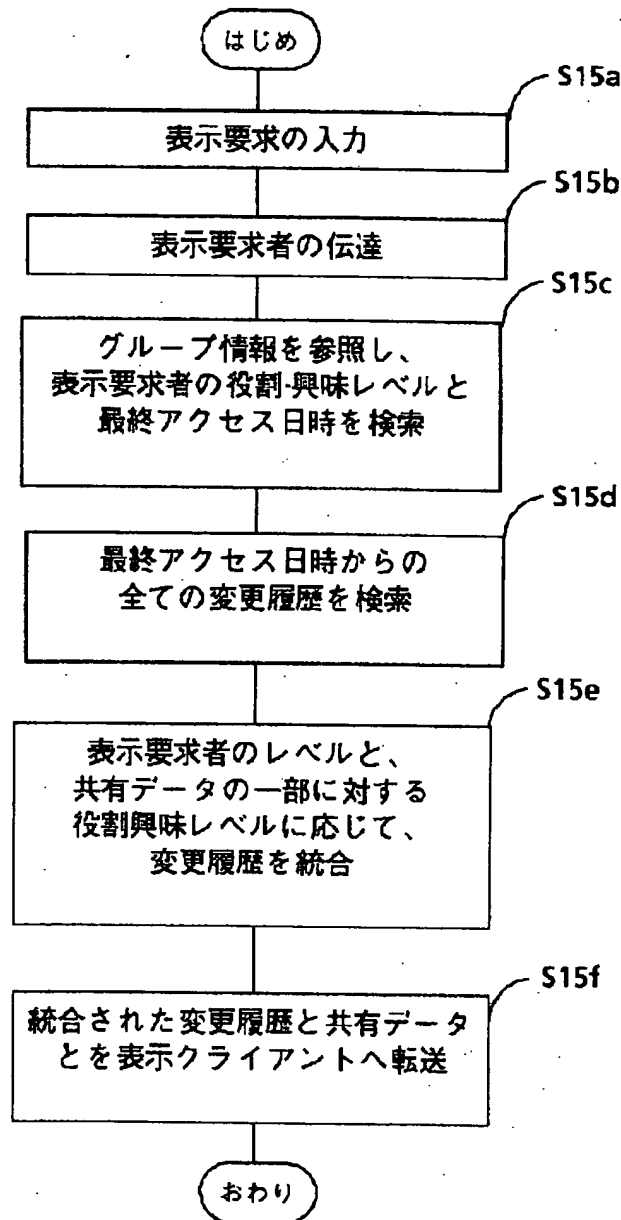 はじめ
S15a
表示要求の入力
S15b
表示要求者の伝達
S15c
グループ情報を参照し、
表示要求者の役割・興味レベルと
最終アクセス日時を検索
S15d
最終アクセス日時からの
全ての変更履歴を検索
S15e
表示要求者のレベルと、
共有データの一部に対する
役割興味レベルに応じて、
変更履歴を統合
S15f
統合された変更履歴と共有データ
とを表示クライアントへ転送
おわり